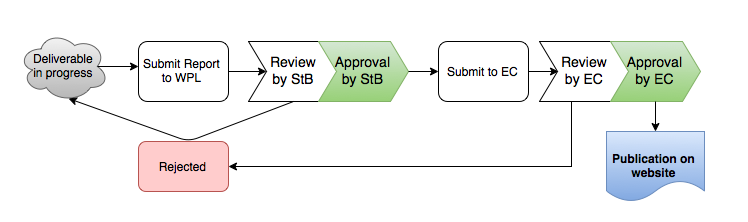 Deliverable
in progress
Submit Report
to WPL
Review
by StB
Approval
by StB
Submit to EC
Review
by EC
Approval
by EC
Rejected
Publication on
website